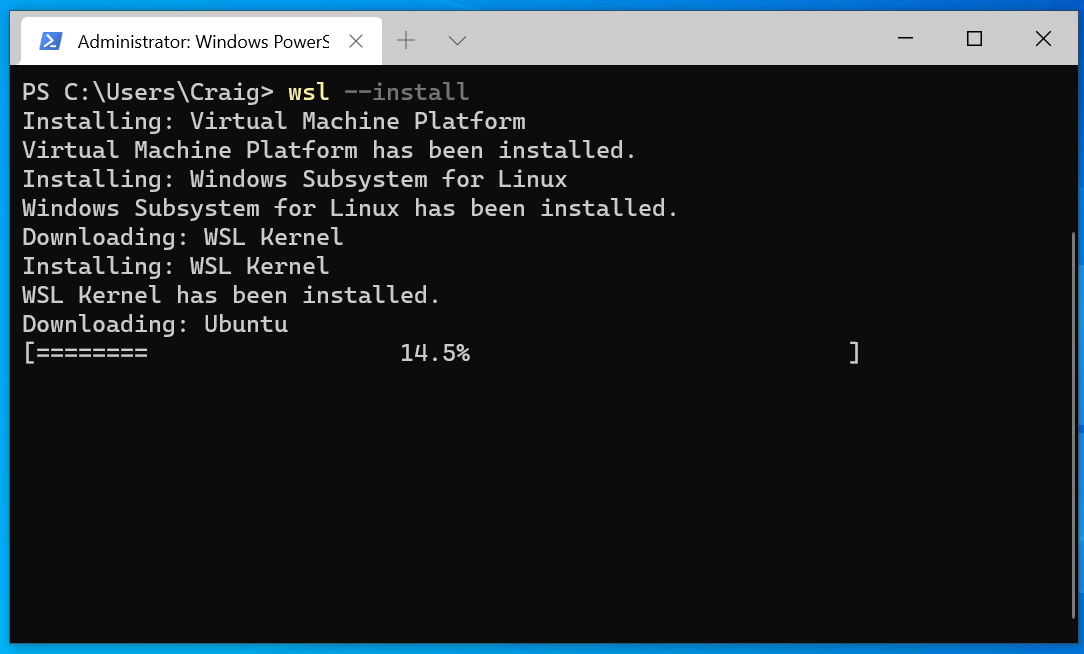 Administrator: Windows PowerS
PS C:\Users\Craig> wsl --install
Installing: Virtual Machine Platform
Virtual Machine Platform has been installed.
Installing: Windows Subsystem for Linux
Windows Subsystem for Linux has been installed.
Downloading: WSL Kernel
Installing: WSL Kernel
WSL Kernel has been installed.
Downloading: Ubuntu
[======== 14.5% ]